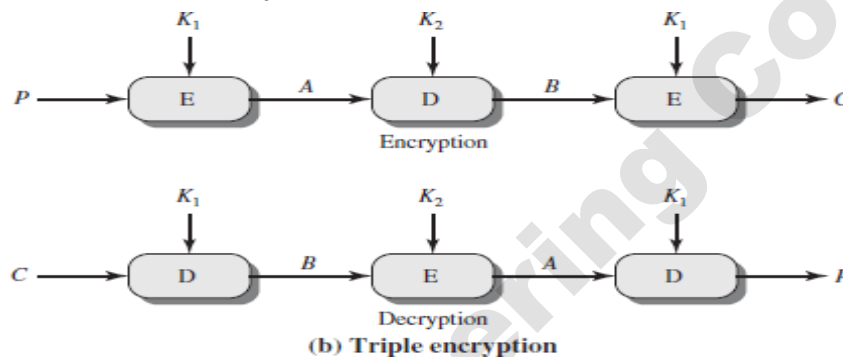 K₁ K₂ K₁
P E A D B E C
Encryption
K₁ K₂ K₁
C D B E A D P
Decryption
(b) Triple encryption